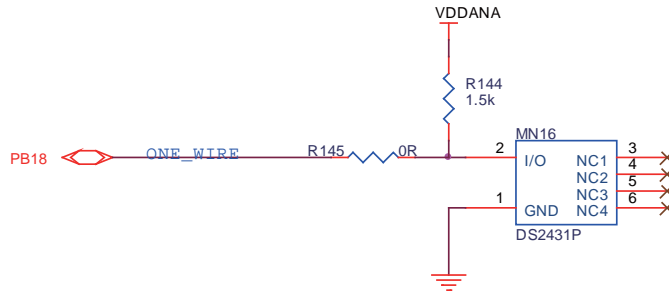 VDDANA
R144
1.5k
MN16
PB18
ONE_WIRE
R145
0R
2
I/O
NC1
3
NC2
4
NC3
5
NC4
6
1
GND
DS2431P